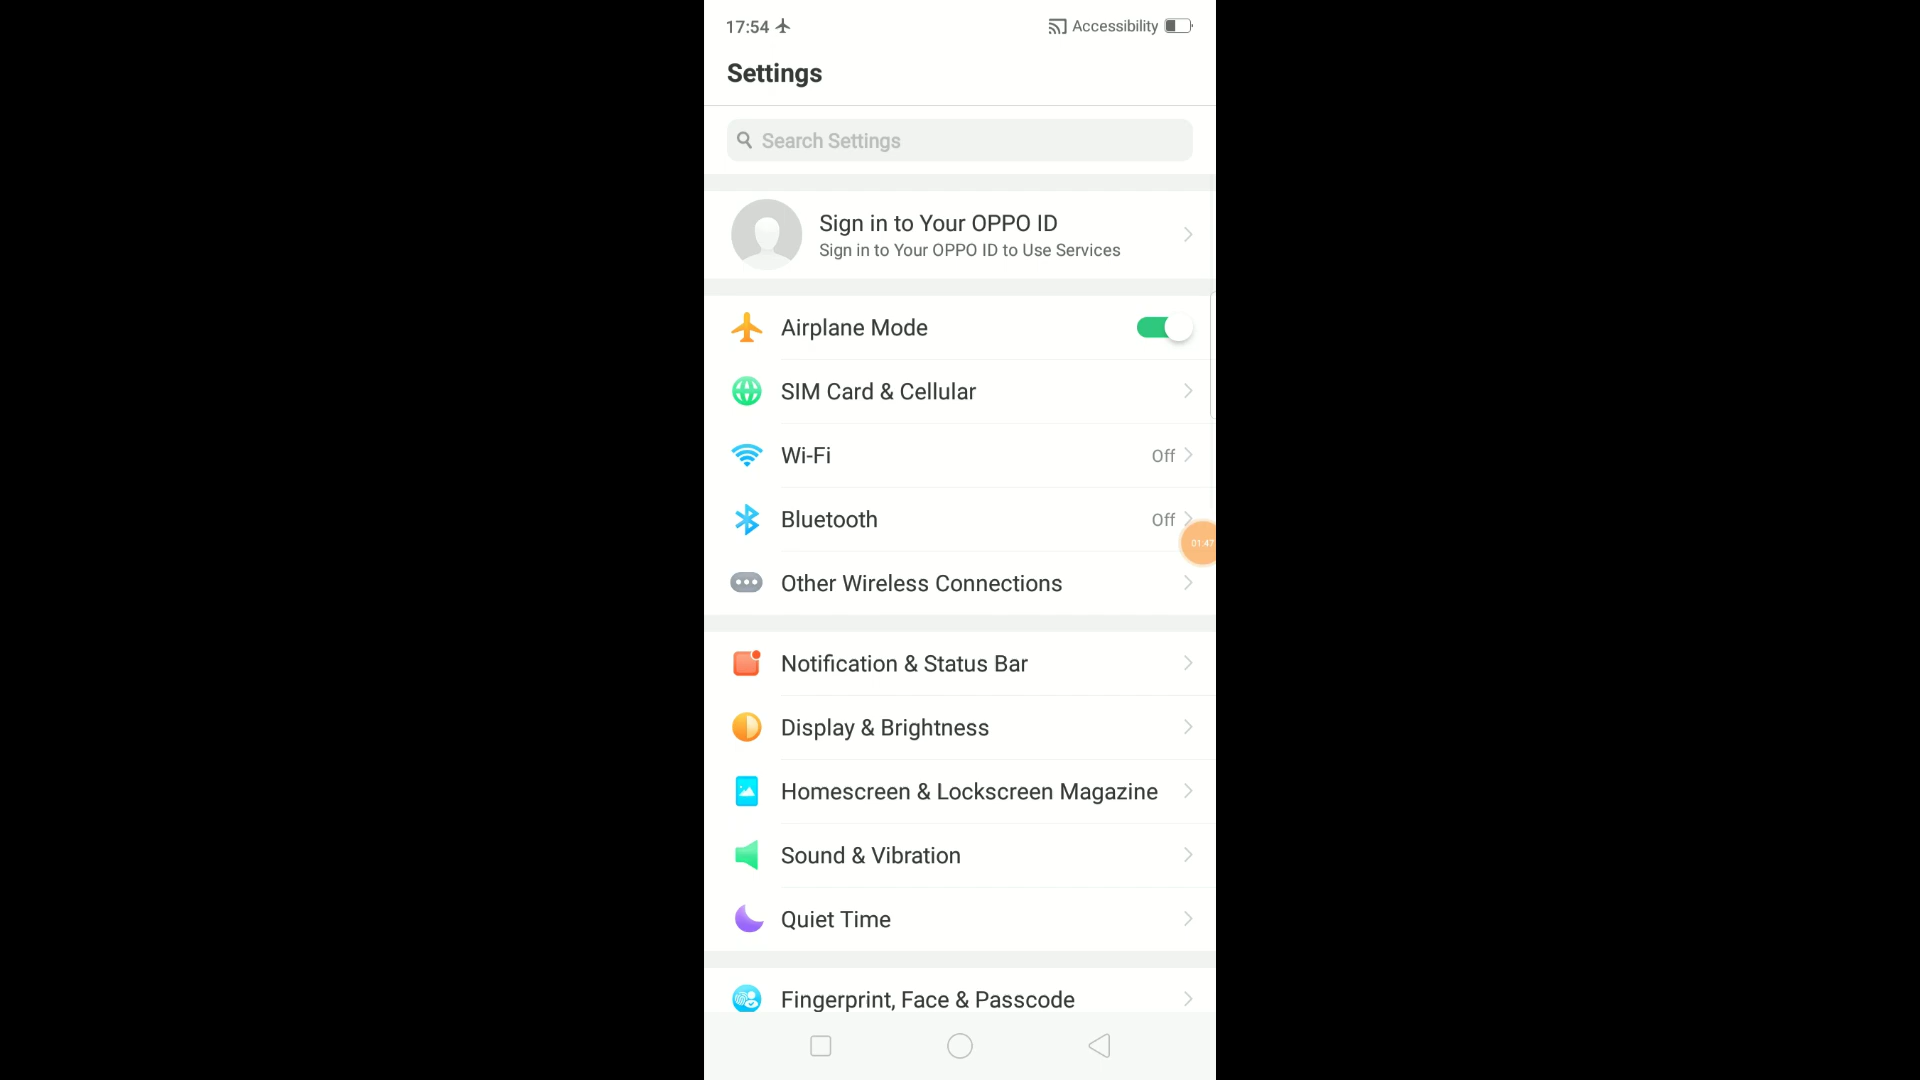 17:54 Accessibility
Settings
Search Settings
Sign in to Your OPPO ID
Sign in to Your OPPO ID to Use Services
Airplane Mode
SIM Card & Cellular
Wi-Fi Off
Bluetooth Off
01:47
Other Wireless Connections
Notification & Status Bar
Display & Brightness
Homescreen & Lockscreen Magazine
Sound & Vibration
Quiet Time
Fingerprint, Face & Passcode